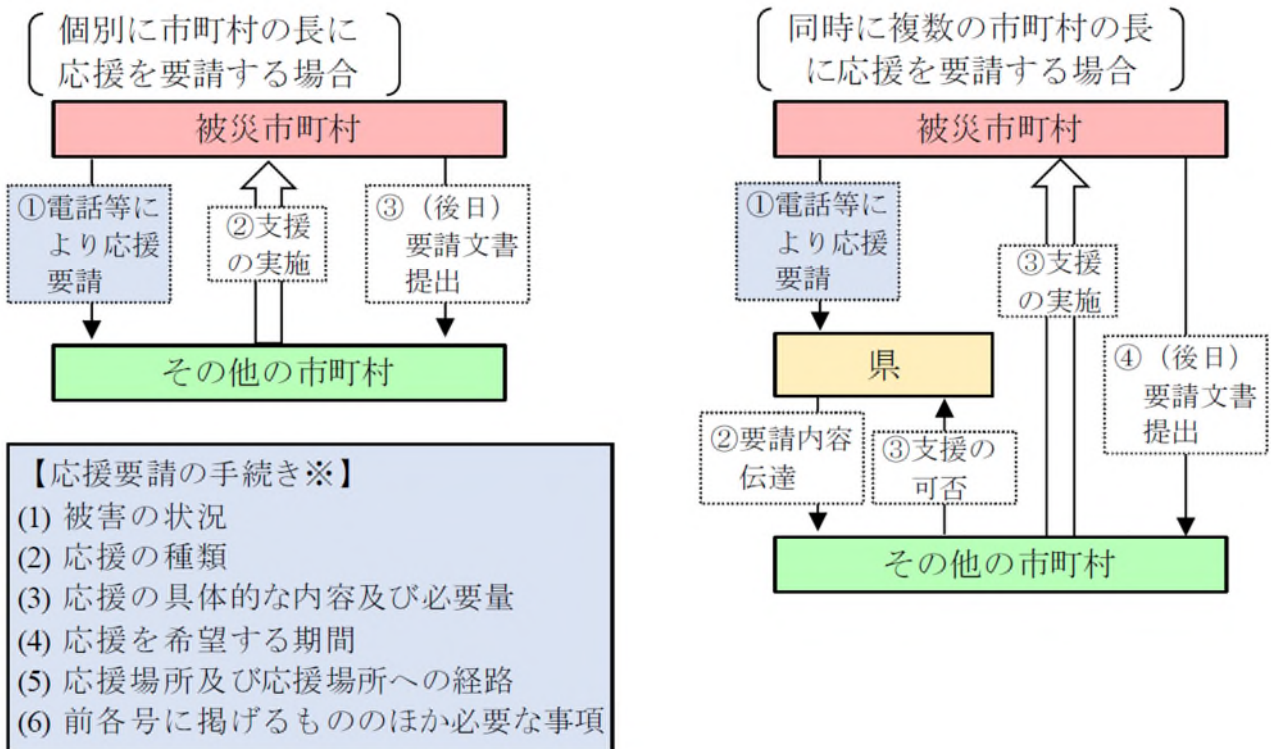 個別に市町村の長に
応援を要請する場合
被災市町村
①電話等に
より応援
要請
②支援
の実施
③（後日）
要請文書
提出
その他の市町村
【応援要請の手続き※】
(1) 被害の状況
(2) 応援の種類
(3) 応援の具体的な内容及び必要量
(4) 応援を希望する期間
(5) 応援場所及び応援場所への経路
(6) 前各号に掲げるもののほか必要な事項
同時に複数の市町村の長
に応援を要請する場合
被災市町村
①電話等に
より応援
要請
③支援
の実施
県
④（後日）
要請文書
提出
②要請内容
伝達
③支援の
可否
その他の市町村